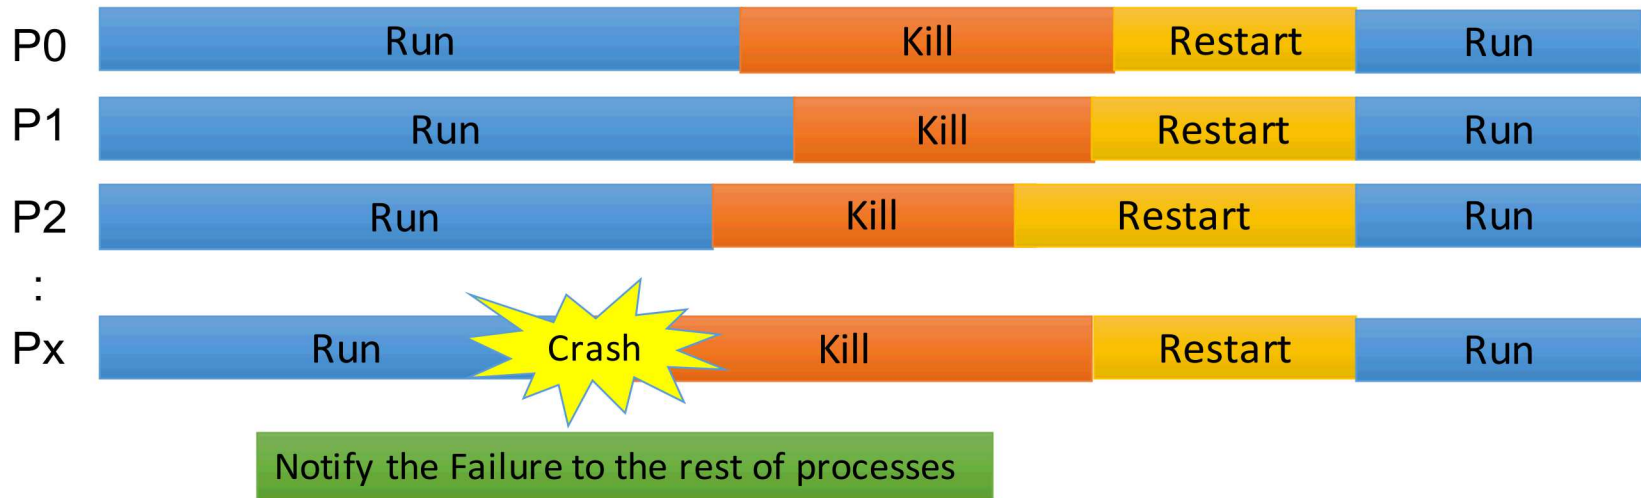 P0 Run Kill Restart Run
P1 Run Kill Restart Run
P2 Run Kill Restart Run
:
Px Run Crash Kill Restart Run
Notify the Failure to the rest of processes